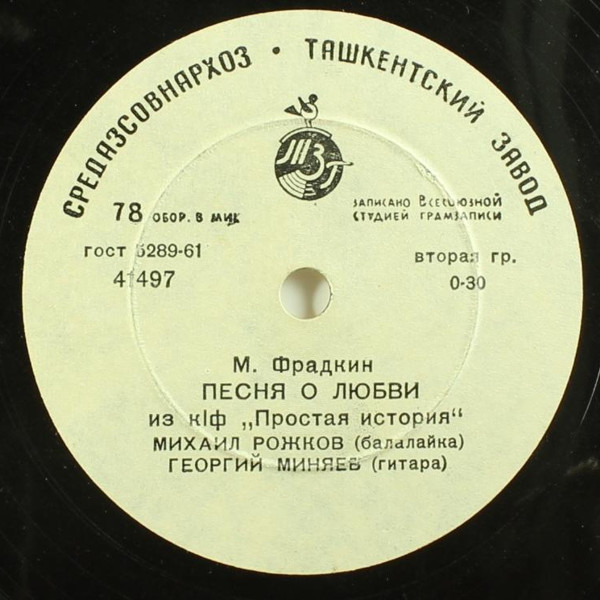 СРЕДАЗСОВНАРХОЗ • ТАШКЕНТСКИЙ ЗАВОД
ТЗГ
78 ОБОР. В МИН
ЗАПИСАНО ВСЕСОЮЗНОЙ
СТУДИЕЙ ГРАМЗАПИСИ
ГОСТ 5289-61
вторая гр.
41497
0-30
М. Фрадкин
ПЕСНЯ О ЛЮБВИ
из к|ф „Простая история“
МИХАИЛ РОЖКОВ (балалайка)
ГЕОРГИЙ МИНЯЕВ (гитара)